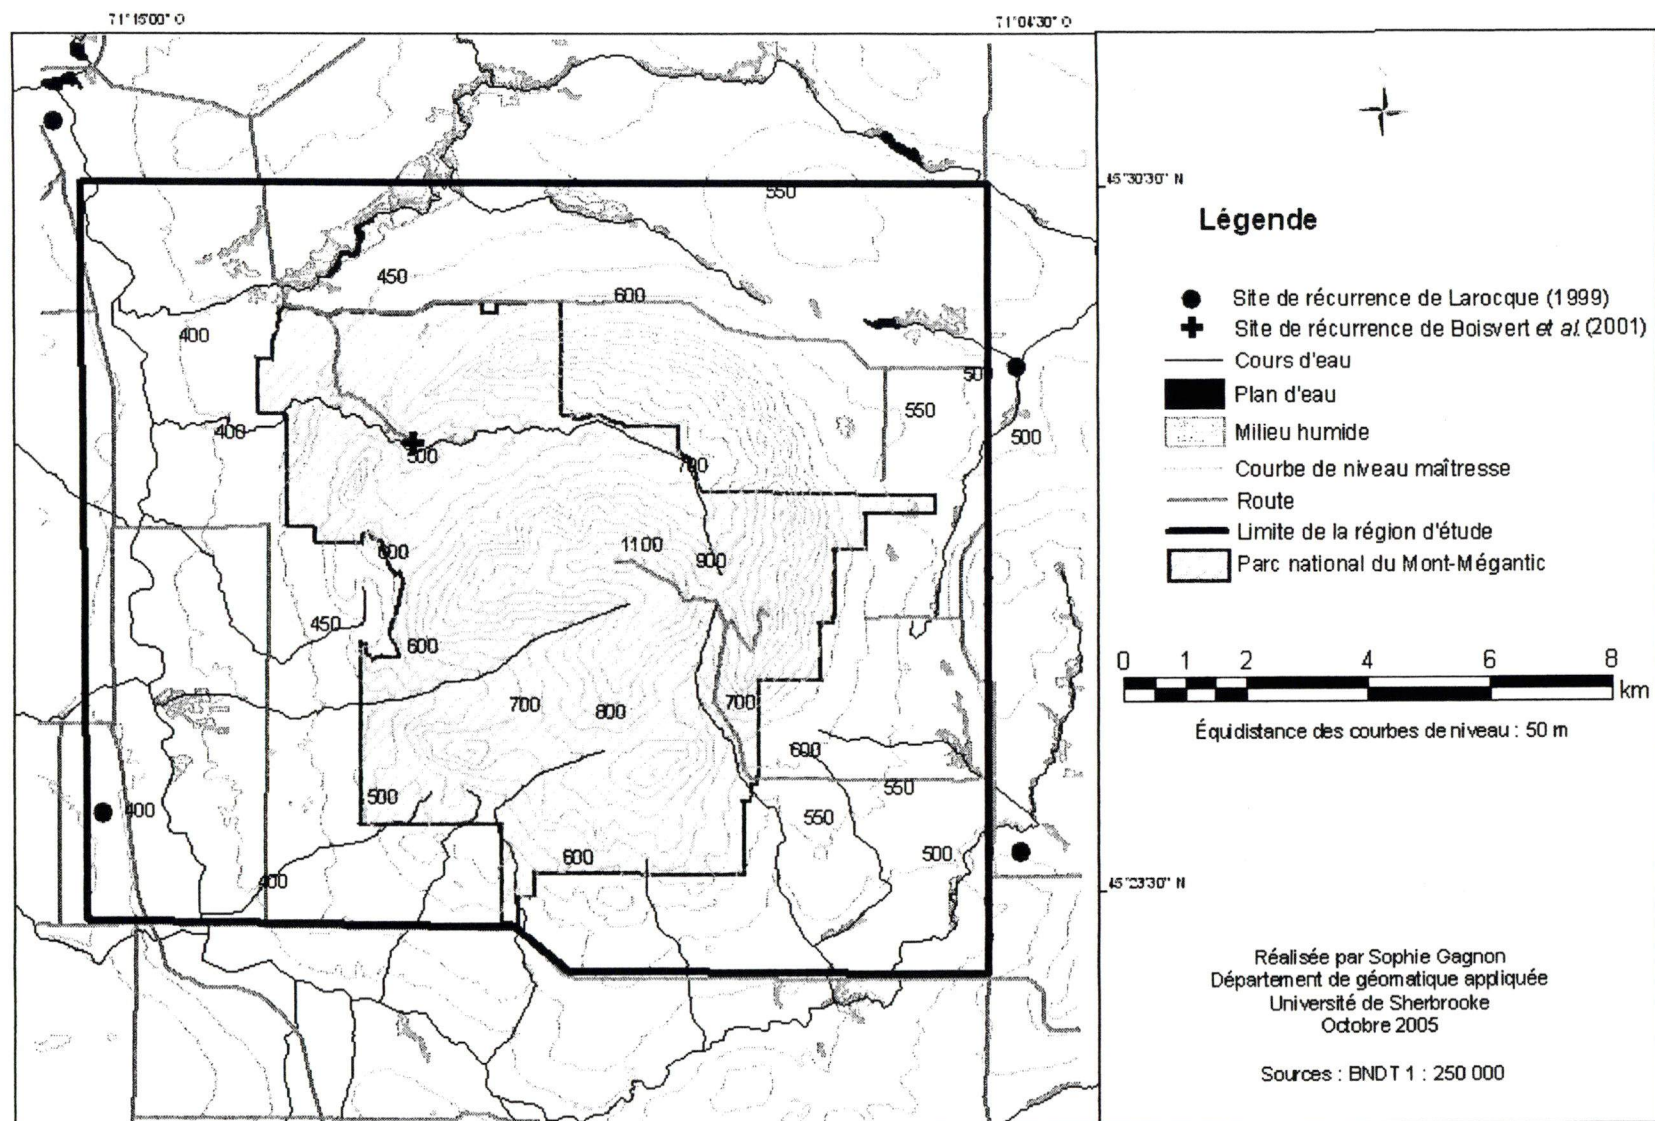 71°15'00" O
71°04'30" O
45°30'30" N
550
Légende
450
600
Site de récurrence de Larocque (1999)
Site de récurrence de Boisvert et al. (2001)
400
Cours d'eau
500
Plan d'eau
550
400
500
Milieu humide
500
700
Courbe de niveau maîtresse
Route
Limite de la région d'étude
1100
600
900
Parc national du Mont-Mégantic
450
600
0 1 2 4 6 8
km
700
800
700
Équidistance des courbes de niveau : 50 m
600
550
500
400
550
600
500
400
45°23'30" N
Réalisée par Sophie Gagnon
Département de géomatique appliquée
Université de Sherbrooke
Octobre 2005
Sources : BNDT 1 : 250 000